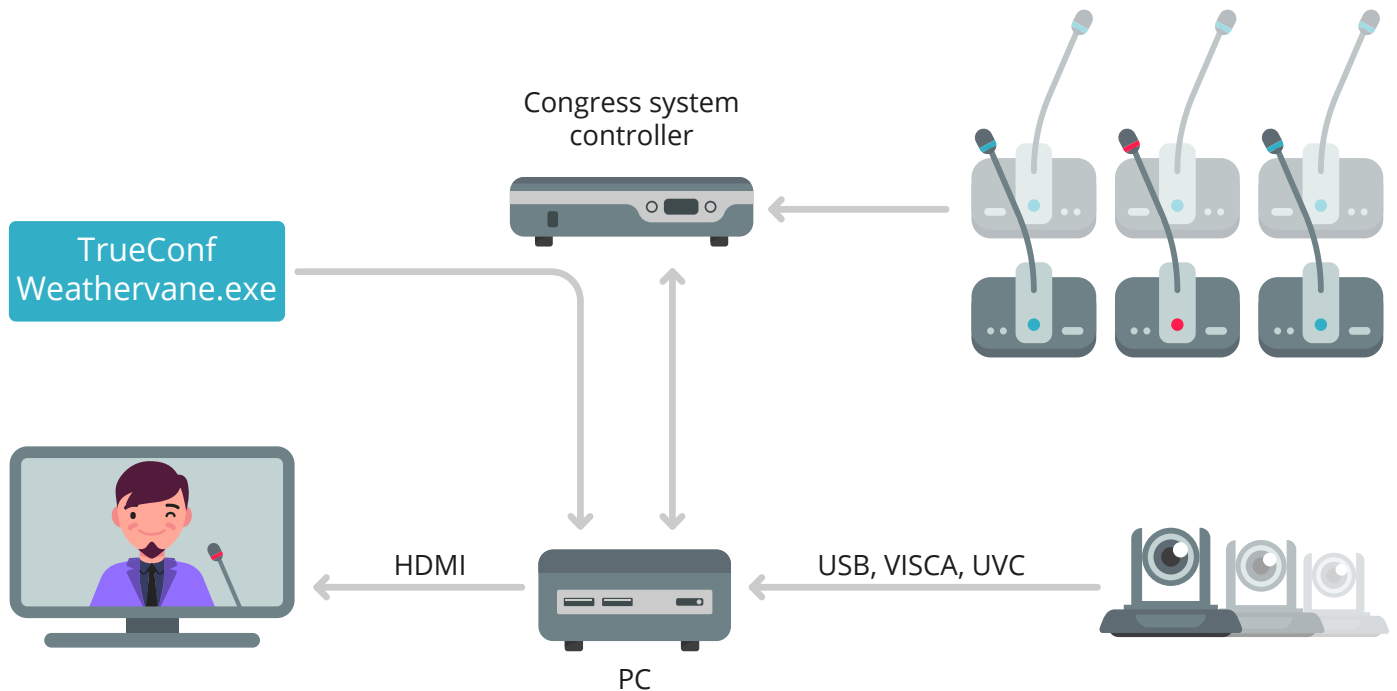 Congress system
controller
TrueConf
Weathervane.exe
HDMI
USB, VISCA, UVC
PC